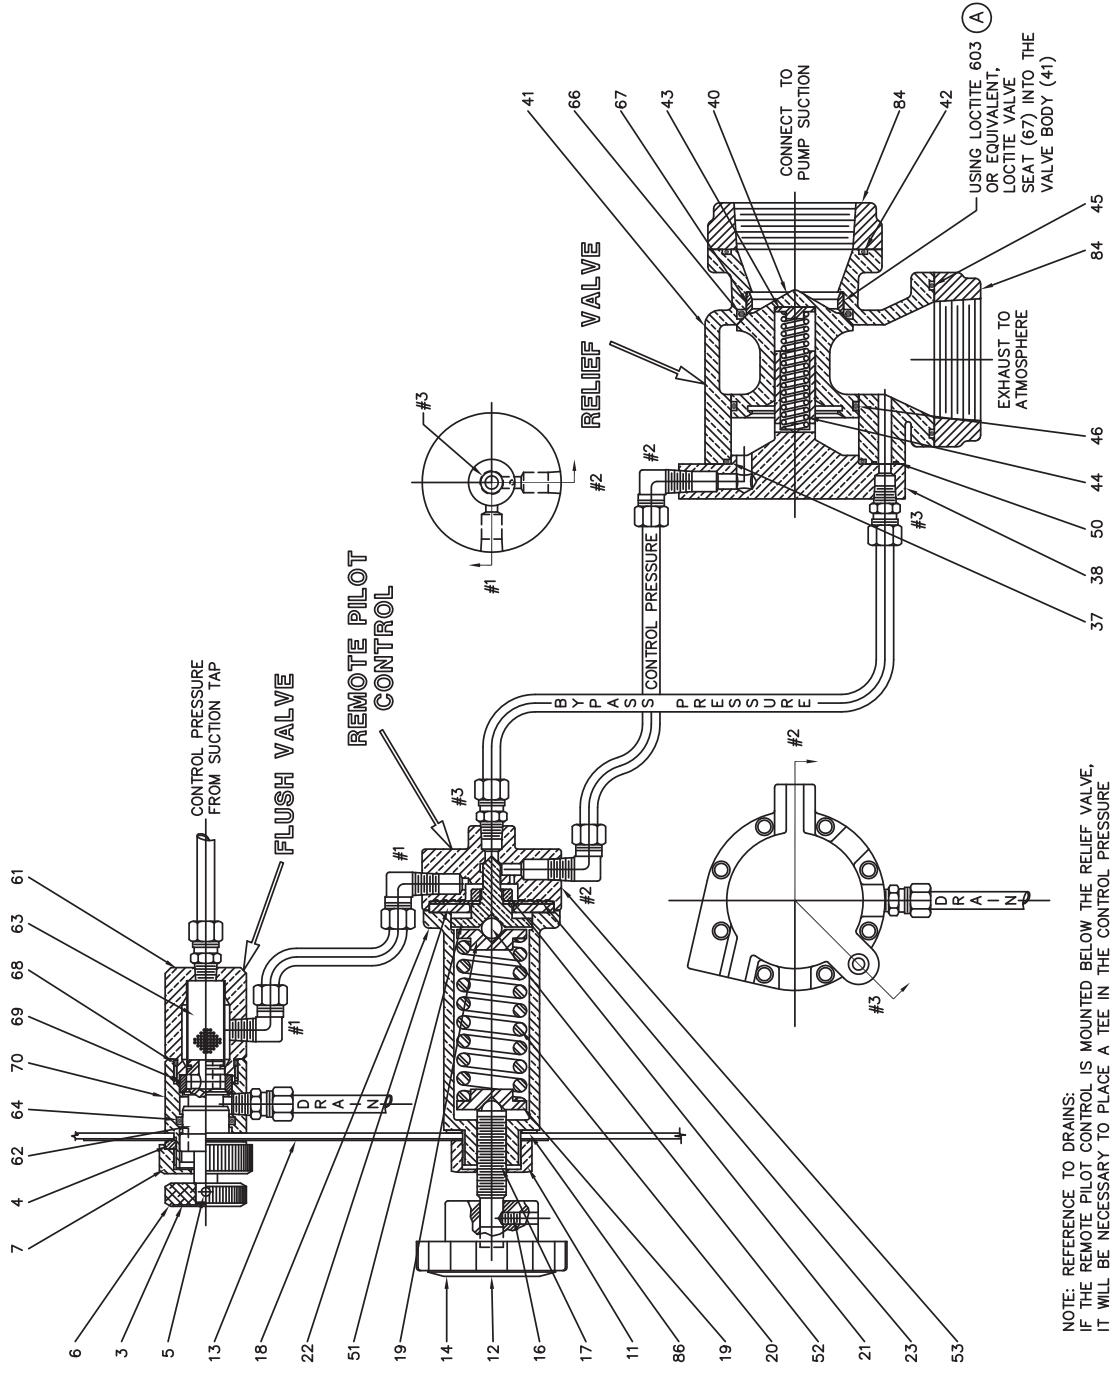 CONTROL PRESSURE
FROM SUCTION TAP
FLUSH VALVE
REMOTE PILOT
CONTROL
RELIEF VALVE
CONNECT TO
PUMP SUCTION
EXHAUST TO
ATMOSPHERE
USING LOCTITE 603 A
OR EQUIVALENT,
LOCTITE VALVE
SEAT (67) INTO THE
VALVE BODY (41)
CONTROL PRESSURE
BYPASS PRESSURE
DRAIN
DRAIN
61
63
68
69
70
64
62
4
7
6
3
5
13
18
22
51
19
14
12
16
17
11
86
19
20
52
21
23
53
41
66
67
43
40
84
42
45
84
46
44
50
38
37
#1
#1
#1
#2
#2
#2
#2
#3
#3
#3
#3
NOTE: REFERENCE TO DRAINS:
IF THE REMOTE PILOT CONTROL IS MOUNTED BELOW THE RELIEF VALVE,
IT WILL BE NECESSARY TO PLACE A TEE IN THE CONTROL PRESSURE